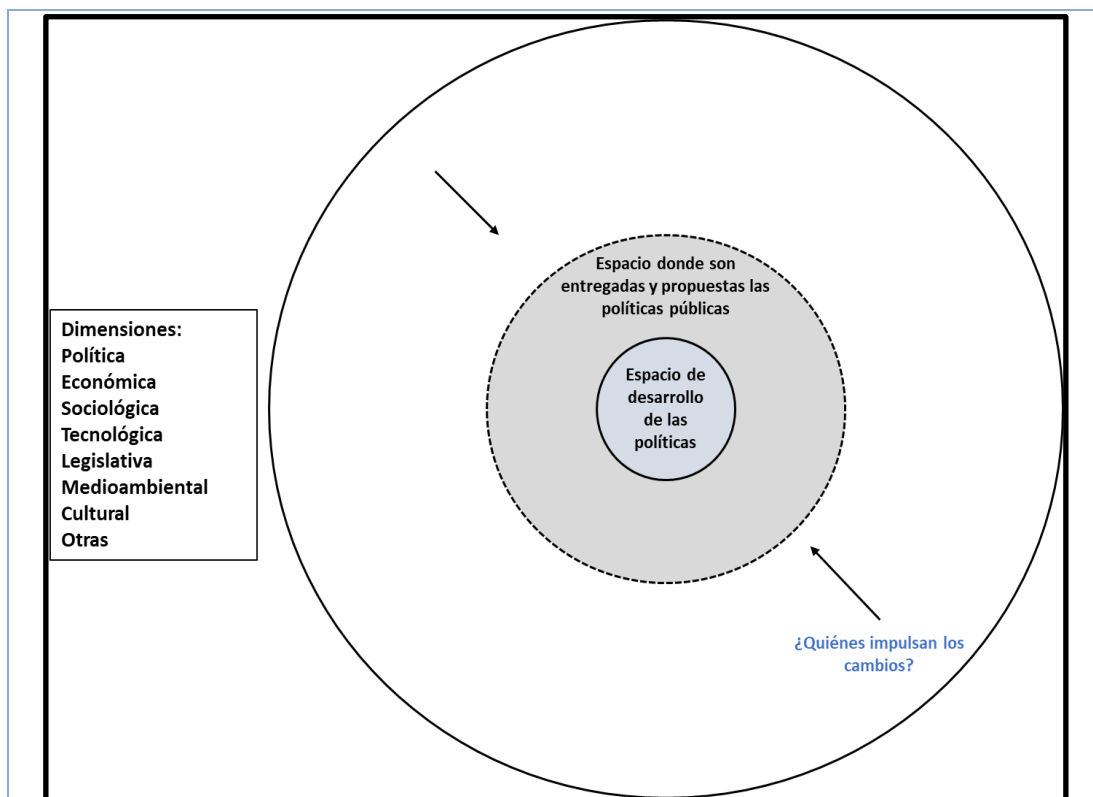 Espacio donde son
entregadas y propuestas las
políticas públicas
Dimensiones:
Política
Económica
Sociológica
Tecnológica
Legislativa
Medioambiental
Cultural
Otras
Espacio de
desarrollo
de las
políticas
¿Quiénes impulsan los
cambios?